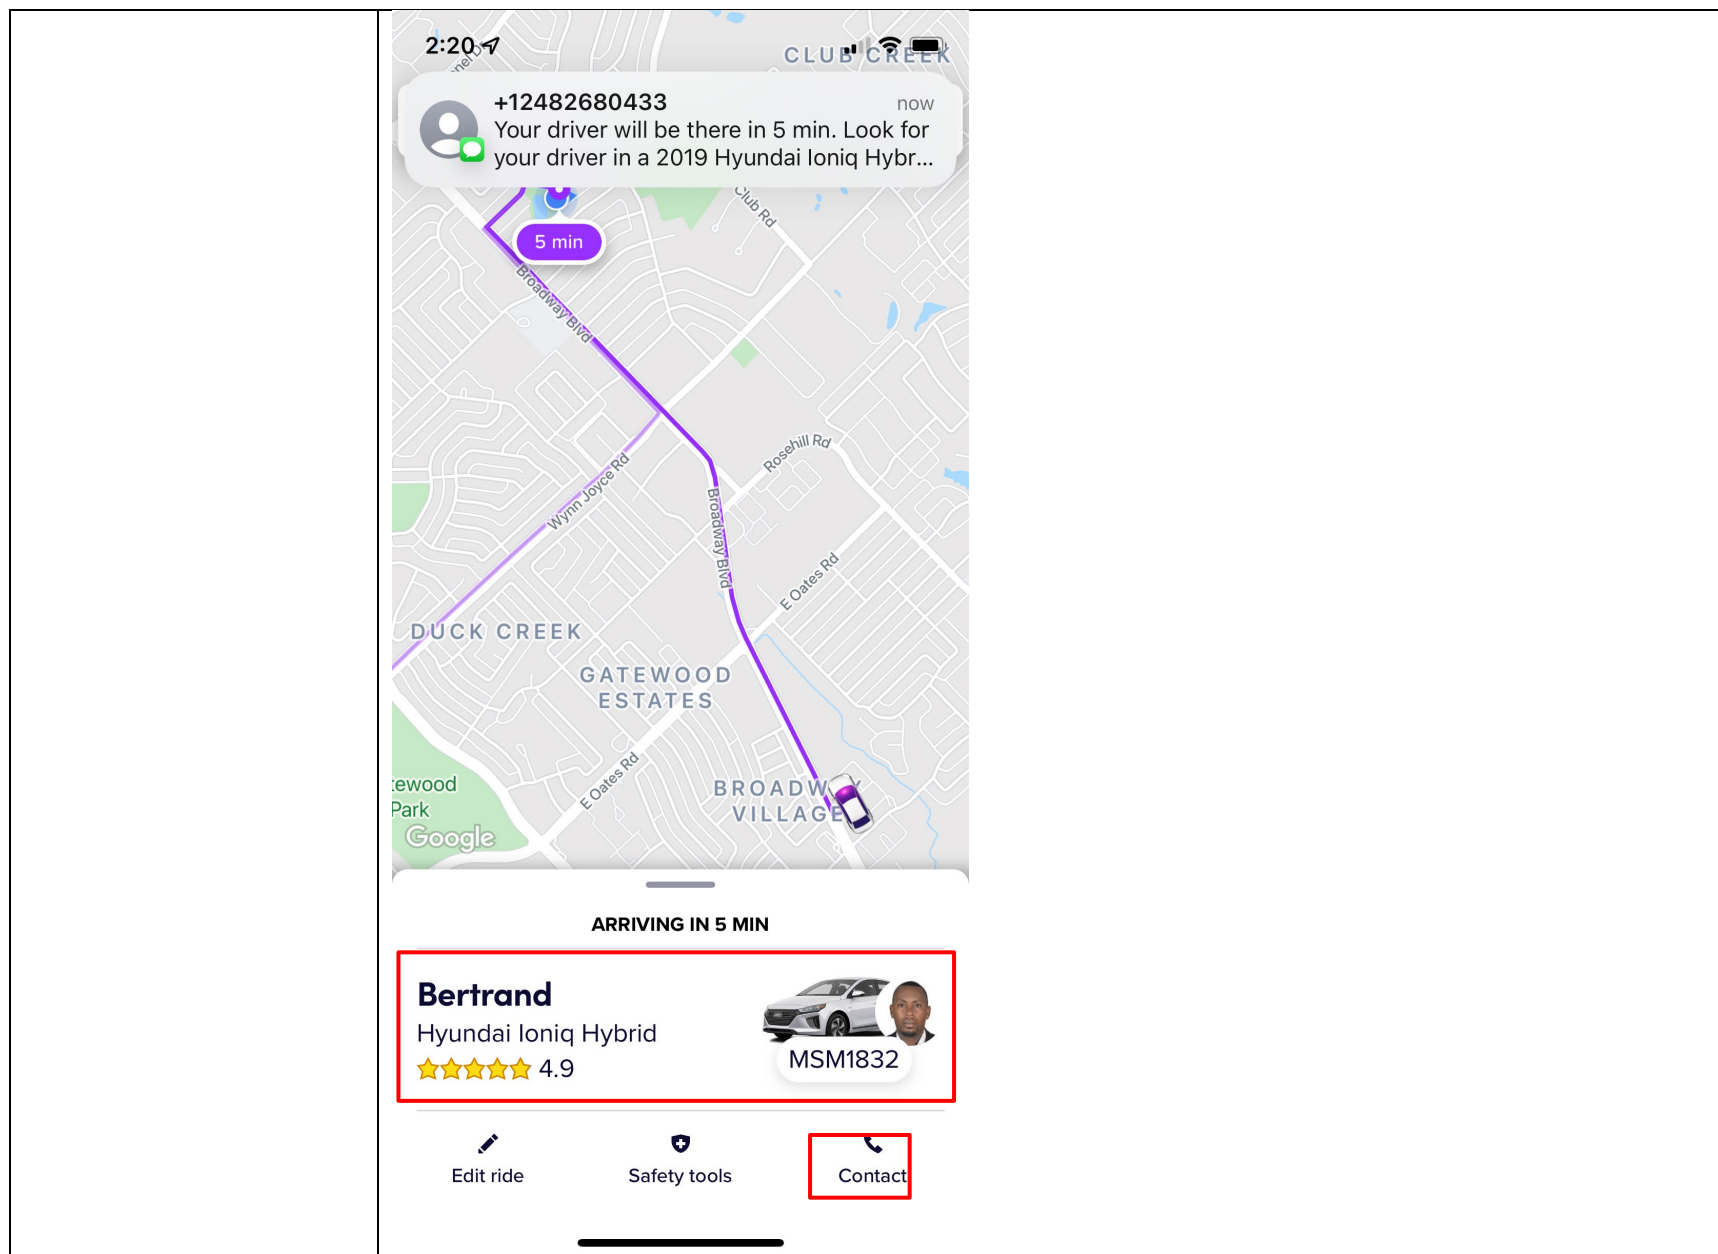 2:20
CLUB CREEK
+12482680433
now
Your driver will be there in 5 min. Look for
your driver in a 2019 Hyundai Ioniq Hybr...
Club Rd
5 min
Broadway Blvd
Rosehill Rd
Wynn Joyce Rd
Broadway Blvd
E Oates Rd
DUCK CREEK
GATEWOOD
ESTATES
E Oates Rd
BROADW
VILLAGE
tewood
Park
Google
ARRIVING IN 5 MIN
Bertrand
Hyundai Ioniq Hybrid
4.9
MSM1832
Edit ride
Safety tools
Contact